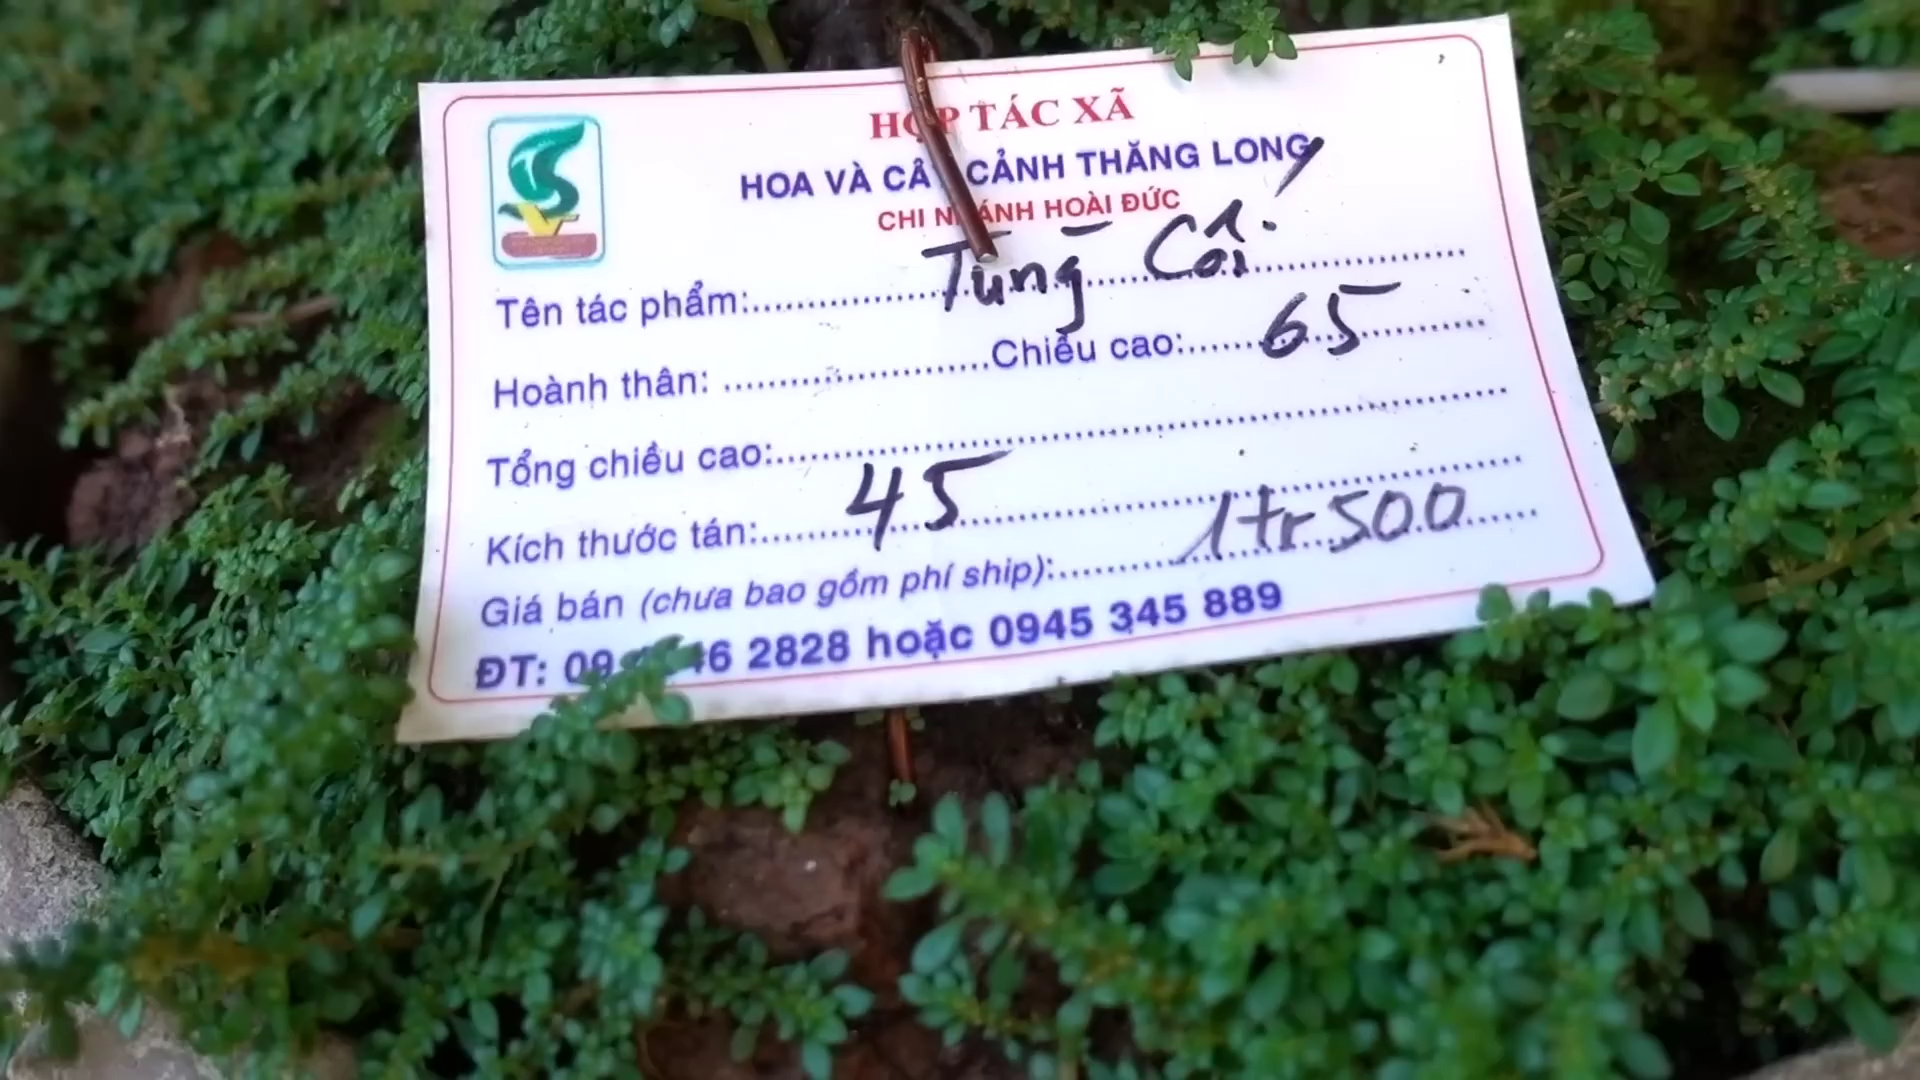 HỢP TÁC XÃ
HOA VÀ CÂY CẢNH THĂNG LONG
CHI NHÁNH HOÀI ĐỨC
Tên tác phẩm: Tùng Cối
Hoành thân: Chiều cao: 65
Tổng chiều cao:
Kích thước tán: 45
Giá bán (chưa bao gồm phí ship): 1tr500
ĐT: 2828 hoặc 0945 345 889